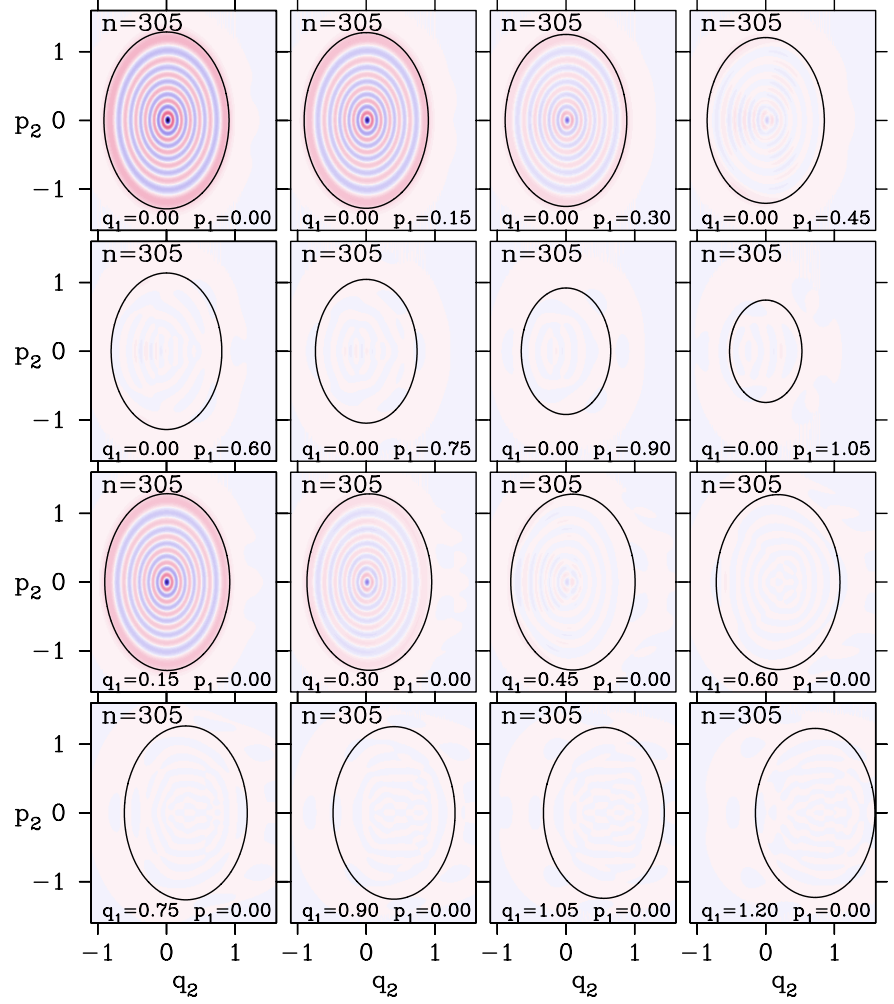 n=305 n=305 n=305 n=305
1
p2 0
−1
q1=0.00 p1=0.00 q1=0.00 p1=0.15 q1=0.00 p1=0.30 q1=0.00 p1=0.45
n=305 n=305 n=305 n=305
1
p2 0
−1
q1=0.00 p1=0.60 q1=0.00 p1=0.75 q1=0.00 p1=0.90 q1=0.00 p1=1.05
n=305 n=305 n=305 n=305
1
p2 0
−1
q1=0.15 p1=0.00 q1=0.30 p1=0.00 q1=0.45 p1=0.00 q1=0.60 p1=0.00
n=305 n=305 n=305 n=305
1
p2 0
−1
q1=0.75 p1=0.00 q1=0.90 p1=0.00 q1=1.05 p1=0.00 q1=1.20 p1=0.00
−1 0 1 −1 0 1 −1 0 1 −1 0 1
q2 q2 q2 q2